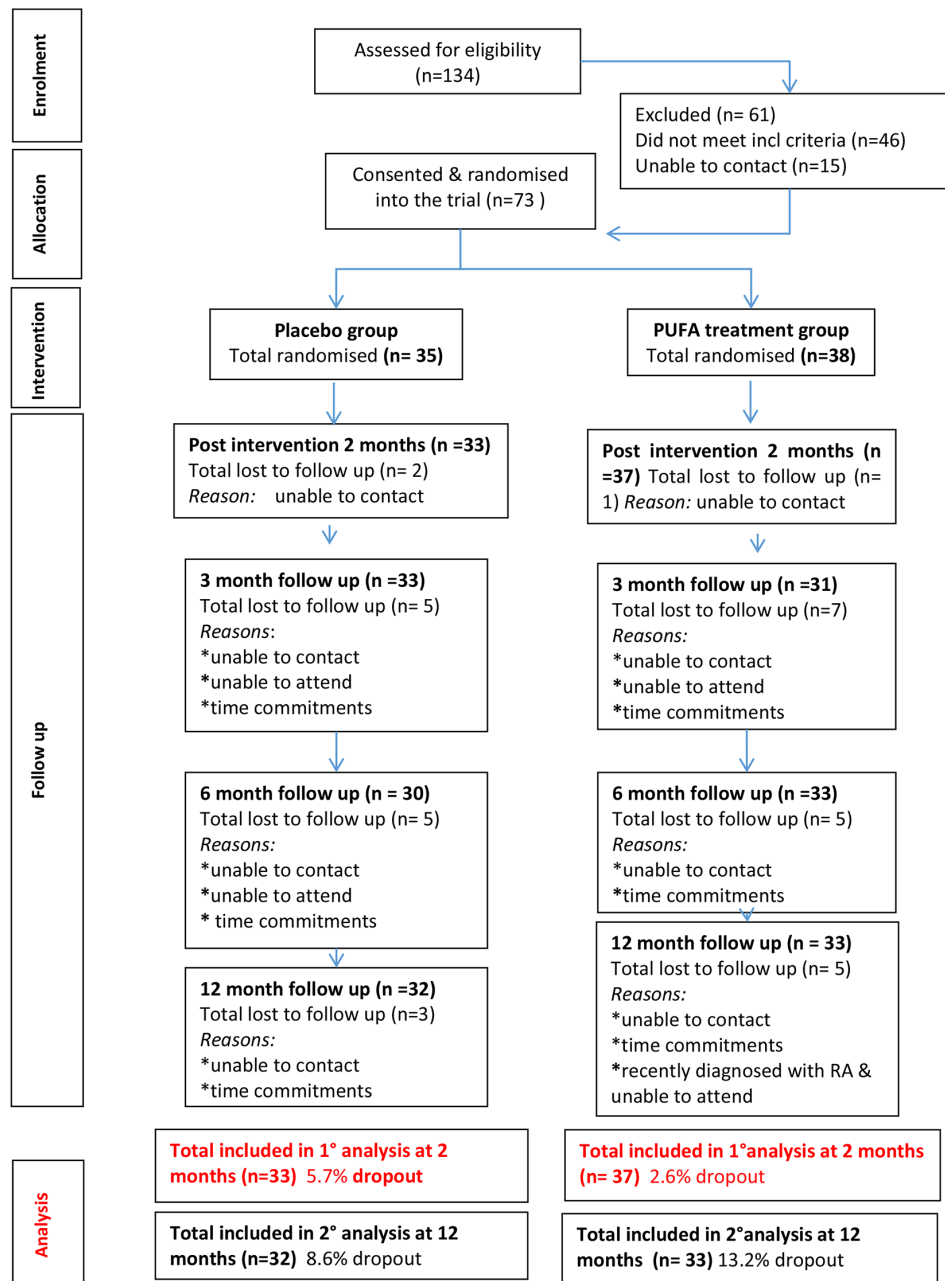 Enrolment
Assessed for eligibility
(n=134)
Excluded (n= 61)
Did not meet incl criteria (n=46)
Unable to contact (n=15)
Allocation
Consented & randomised
into the trial (n=73 )
Intervention
Placebo group
Total randomised (n= 35)
PUFA treatment group
Total randomised (n=38)
Follow up
Post intervention 2 months (n =33)
Total lost to follow up (n= 2)
Reason: unable to contact
Post intervention 2 months (n
=37) Total lost to follow up (n=
1) Reason: unable to contact
3 month follow up (n =33)
Total lost to follow up (n= 5)
Reasons:
*unable to contact
*unable to attend
*time commitments
3 month follow up (n =31)
Total lost to follow up (n=7)
Reasons:
*unable to contact
*unable to attend
*time commitments
6 month follow up (n = 30)
Total lost to follow up (n= 5)
Reasons:
*unable to contact
*unable to attend
* time commitments
6 month follow up (n =33)
Total lost to follow up (n= 5)
Reasons:
*unable to contact
*time commitments
12 month follow up (n =32)
Total lost to follow up (n=3)
Reasons:
*unable to contact
*time commitments
12 month follow up (n = 33)
Total lost to follow up (n= 5)
Reasons:
*unable to contact
*time commitments
*recently diagnosed with RA &
unable to attend
Analysis
Total included in 1° analysis at 2
months (n=33) 5.7% dropout
Total included in 1°analysis at 2 months
(n= 37) 2.6% dropout
Total included in 2° analysis at 12
months (n=32) 8.6% dropout
Total included in 2°analysis at 12
months (n= 33) 13.2% dropout